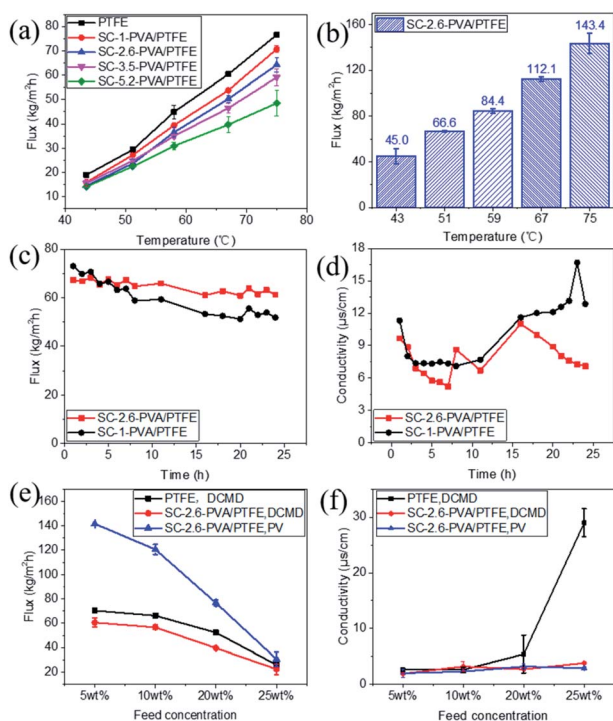 (a)
PTFE
SC-1-PVA/PTFE
SC-2.6-PVA/PTFE
SC-3.5-PVA/PTFE
SC-5.2-PVA/PTFE
Flux (kg/m²h)
90
80
70
60
50
40
30
20
10
40 50 60 70 80
Temperature (℃)
(b)
SC-2.6-PVA/PTFE
Flux (kg/m²h)
160
120
80
40
0
45.0
66.6
84.4
112.1
143.4
43 51 59 67 75
Temperature (℃)
(c)
Flux (kg/m²h)
80
60
40
20
0
SC-2.6-PVA/PTFE
SC-1-PVA/PTFE
0 5 10 15 20 25
Time (h)
(d)
Conductivity (μs/cm)
18
15
12
9
6
3
0
SC-2.6-PVA/PTFE
SC-1-PVA/PTFE
0 5 10 15 20 25
Time (h)
(e)
PTFE, DCMD
SC-2.6-PVA/PTFE,DCMD
SC-2.6-PVA/PTFE,PV
Flux (kg/m²h)
160
140
120
100
80
60
40
20
5wt% 10wt% 20wt% 25wt%
Feed concentration
(f)
PTFE,DCMD
SC-2.6-PVA/PTFE,DCMD
SC-2.6-PVA/PTFE,PV
Conductivity (μs/cm)
30
20
10
0
5wt% 10wt% 20wt% 25wt%
Feed concentration